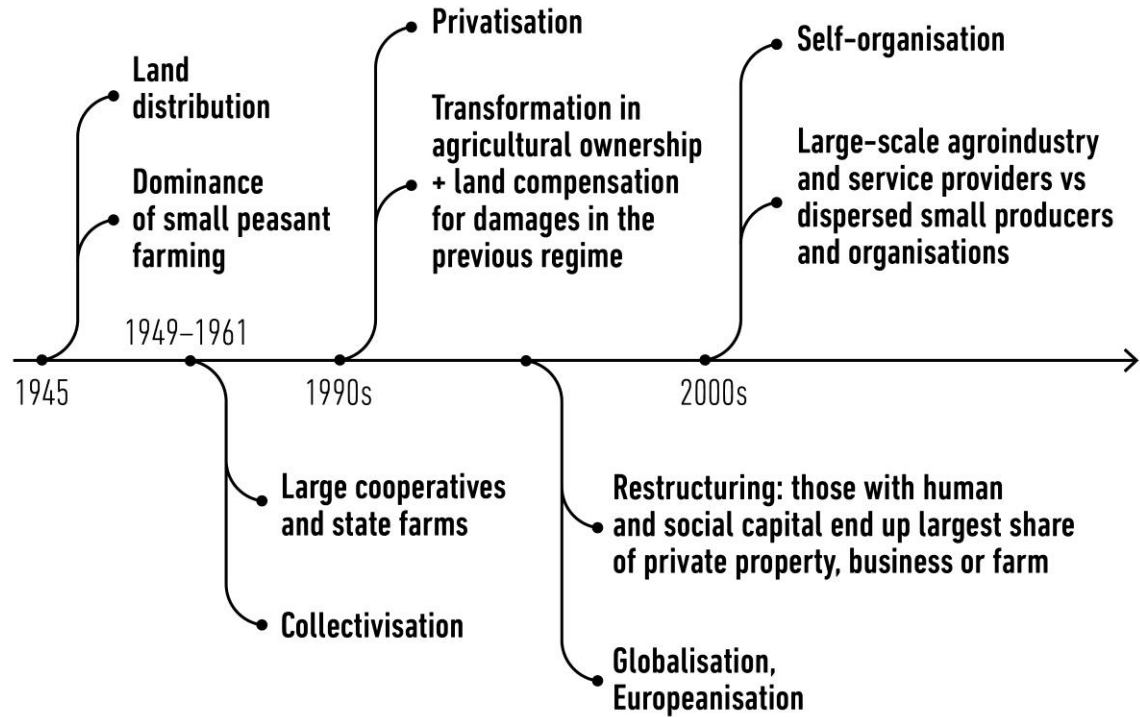 Land
distribution
Dominance
of small peasant
farming
Privatisation
Transformation in
agricultural ownership
+ land compensation
for damages in the
previous regime
Self-organisation
Large-scale agroindustry
and service providers vs
dispersed small producers
and organisations
1949–1961
1945
1990s
2000s
Large cooperatives
and state farms
Collectivisation
Restructuring: those with human
and social capital end up largest share
of private property, business or farm
Globalisation,
Europeanisation